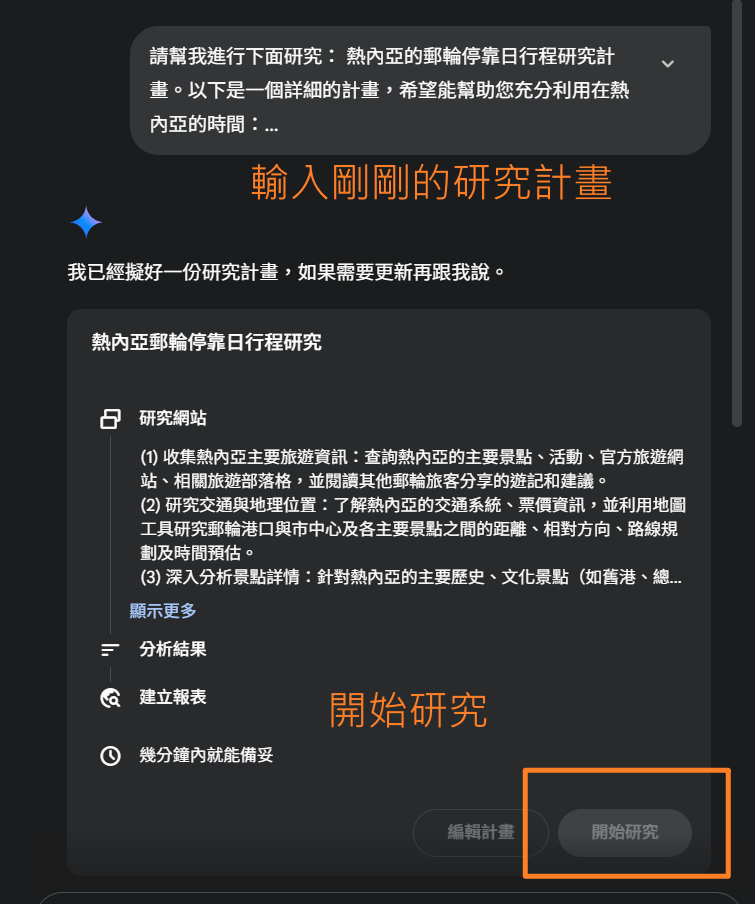 請幫我進行下面研究： 熱內亞的郵輪停靠日行程研究計
畫。以下是一個詳細的計畫，希望能幫助您充分利用在熱
內亞的時間：...
輸入剛剛的研究計畫
我已經擬好一份研究計畫，如果需要更新再跟我說。
熱內亞郵輪停靠日行程研究
研究網站
(1) 收集熱內亞主要旅遊資訊：查詢熱內亞的主要景點、活動、官方旅遊網
站、相關旅遊部落格，並閱讀其他郵輪旅客分享的遊記和建議。
(2) 研究交通與地理位置：了解熱內亞的交通系統、票價資訊，並利用地圖
工具研究郵輪港口與市中心及各主要景點之間的距離、相對方向、路線規
劃及時間預估。
(3) 深入分析景點詳情：針對熱內亞的主要歷史、文化景點（如舊港、總...
顯示更多
分析結果
建立報表
開始研究
幾分鐘內就能備妥
編輯計畫
開始研究